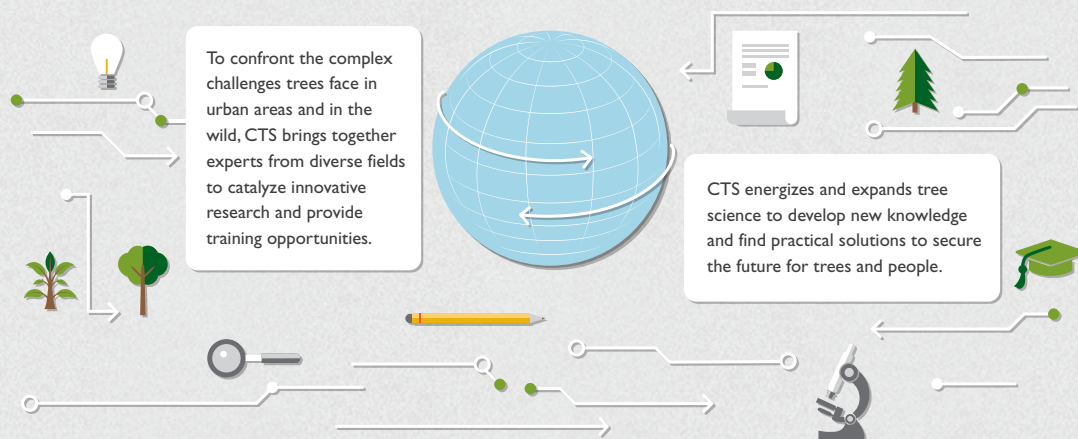 To confront the complex
challenges trees face in
urban areas and in the
wild, CTS brings together
experts from diverse fields
to catalyze innovative
research and provide
training opportunities.
CTS energizes and expands tree
science to develop new knowledge
and find practical solutions to secure
the future for trees and people.